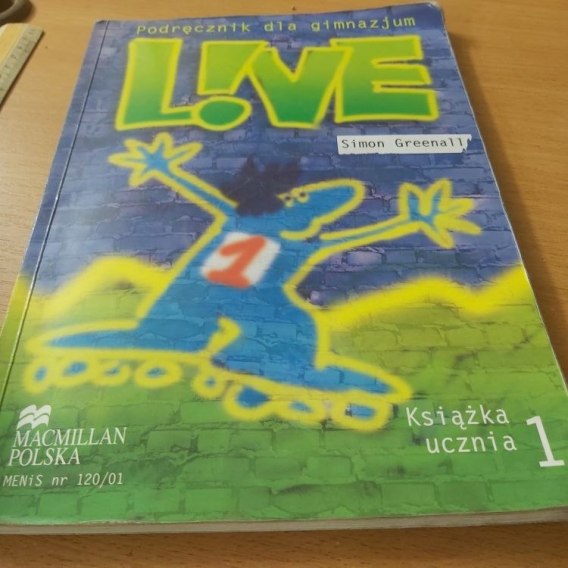 Podręcznik dla gimnazjum
L!VE
Simon Greenall
1
Książka
ucznia 1
MACMILLAN
POLSKA
MENiS nr 120/01